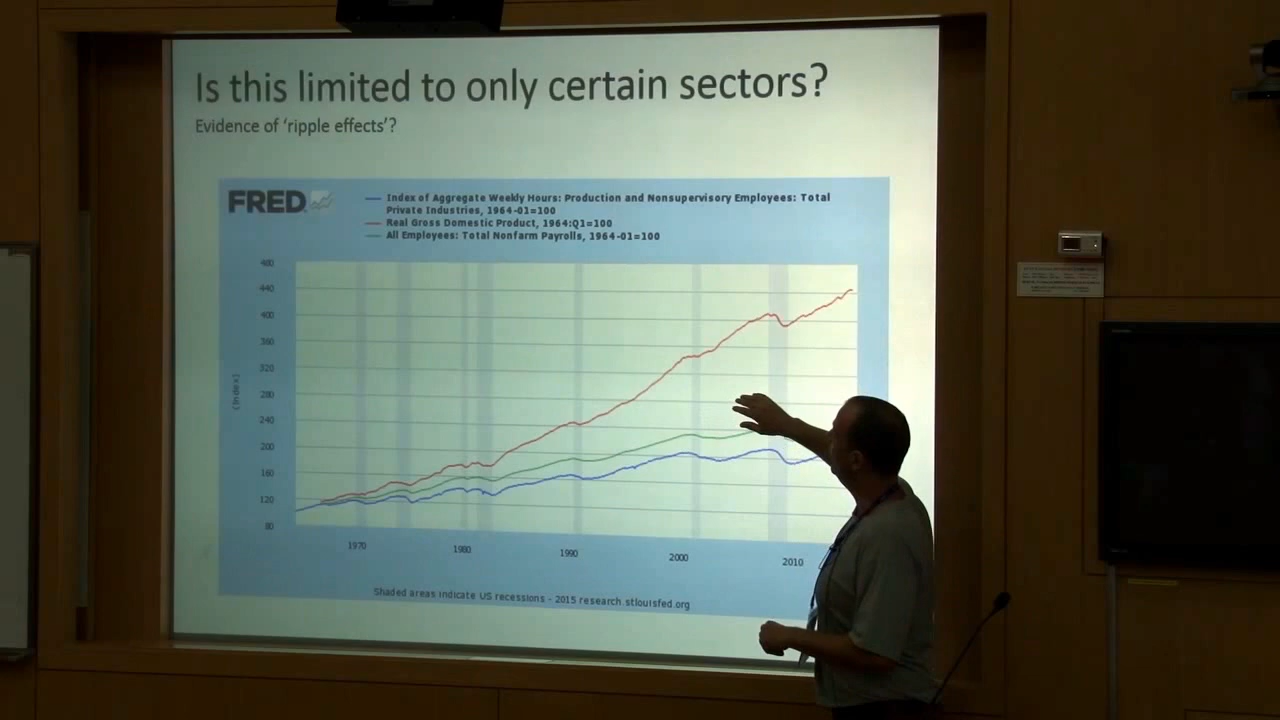 Is this limited to only certain sectors?
Evidence of 'ripple effects'?
FRED
Index of Aggregate Weekly Hours: Production and Nonsupervisory Employees: Total
Private Industries, 1964-01=100
Real Gross Domestic Product, 1964:Q1=100
All Employees: Total Nonfarm Payrolls, 1964-01=100
480
440
400
360
320
280
240
200
160
120
80
(Index)
1970
1980
1990
2000
2010
Shaded areas indicate US recessions - 2015 research.stlouisfed.org